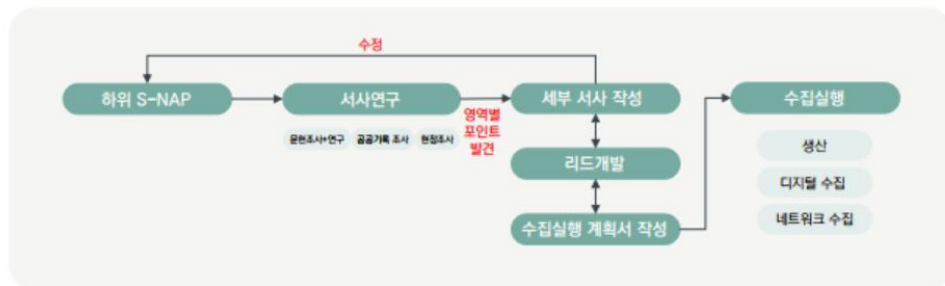 수정
하위 S-NAP
서사연구
영역별
포인트
발견
세부 서사 작성
수집실행
문헌조사+연구
공공기록 조사
현장조사
리드개발
수집실행 계획서 작성
생산
디지털 수집
네트워크 수집